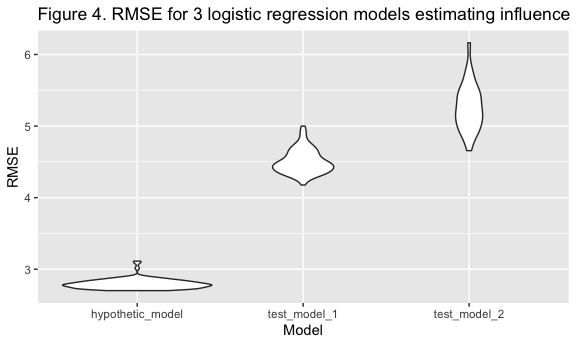 Figure 4. RMSE for 3 logistic regression models estimating influence
6
5
4
3
RMSE
hypothetic_model
test_model_1
test_model_2
Model